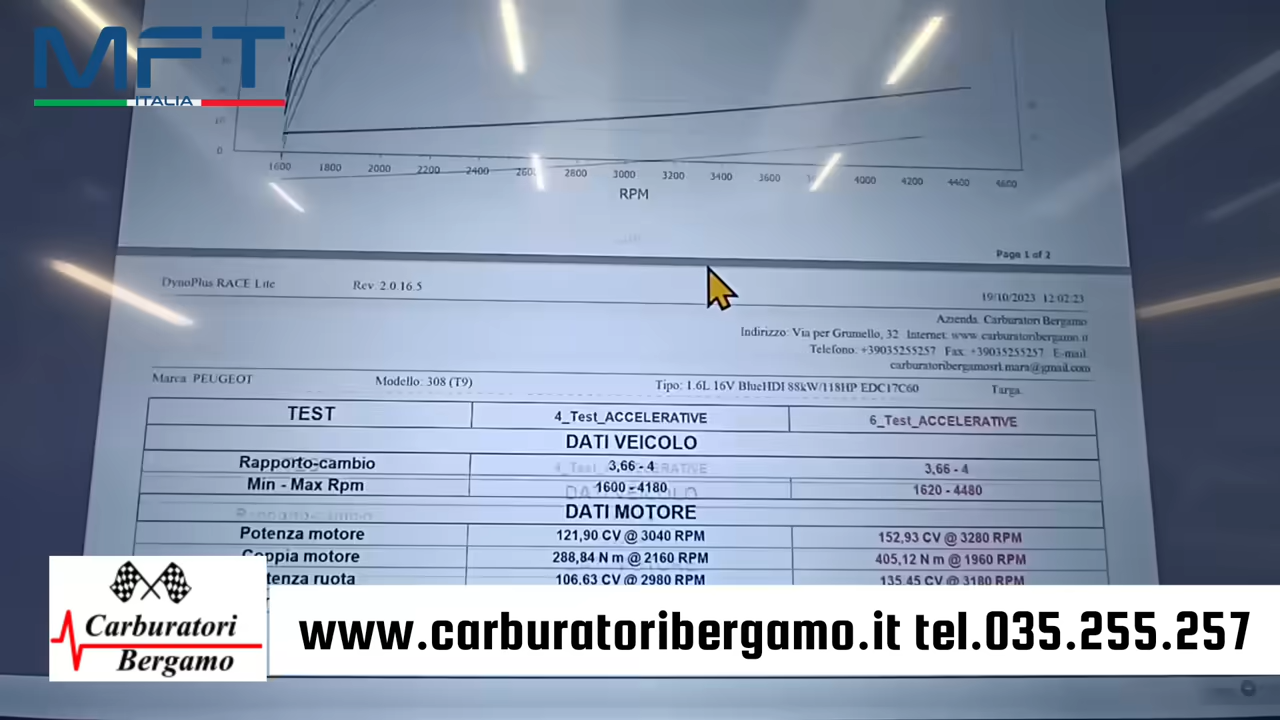 MFT
ITALIA
10
0
1600 1800 2000 2200 2400 2600 2800 3000 3200 3400 3600 4000 4200 4400 4600
RPM
Page 1 of 2
DynoPlus RACE Lite Rev. 2.0.16.5
19/10/2023 12:02:23
Azienda: Carburatori Bergamo
Indirizzo: Via per Grumello, 32 Internet: www.carburatoribergamo.it
Telefono: +39035255257 Fax: +39035255257 E-mail:
carburatoribergamosrl.mara@gmail.com
Marca PEUGEOT Modello: 308 (T9) Tipo: 1.6L 16V BlueHDI 88kW/118HP EDC17C60 Targa:
TEST 4_Test_ACCELERATIVE 6_Test_ACCELERATIVE
DATI VEICOLO
Rapporto-cambio 3,66 - 4 3,66 - 4
Min - Max Rpm 1600 - 4180 1620 - 4480
DATI MOTORE
Potenza motore 121,90 CV @ 3040 RPM 152,93 CV @ 3280 RPM
Coppia motore 288,84 N m @ 2160 RPM 405,12 N m @ 1960 RPM
tenza ruota 106,63 CV @ 2980 RPM 135,45 CV @ 3180 RPM
Carburatori
Bergamo
www.carburatoribergamo.it tel.035.255.257